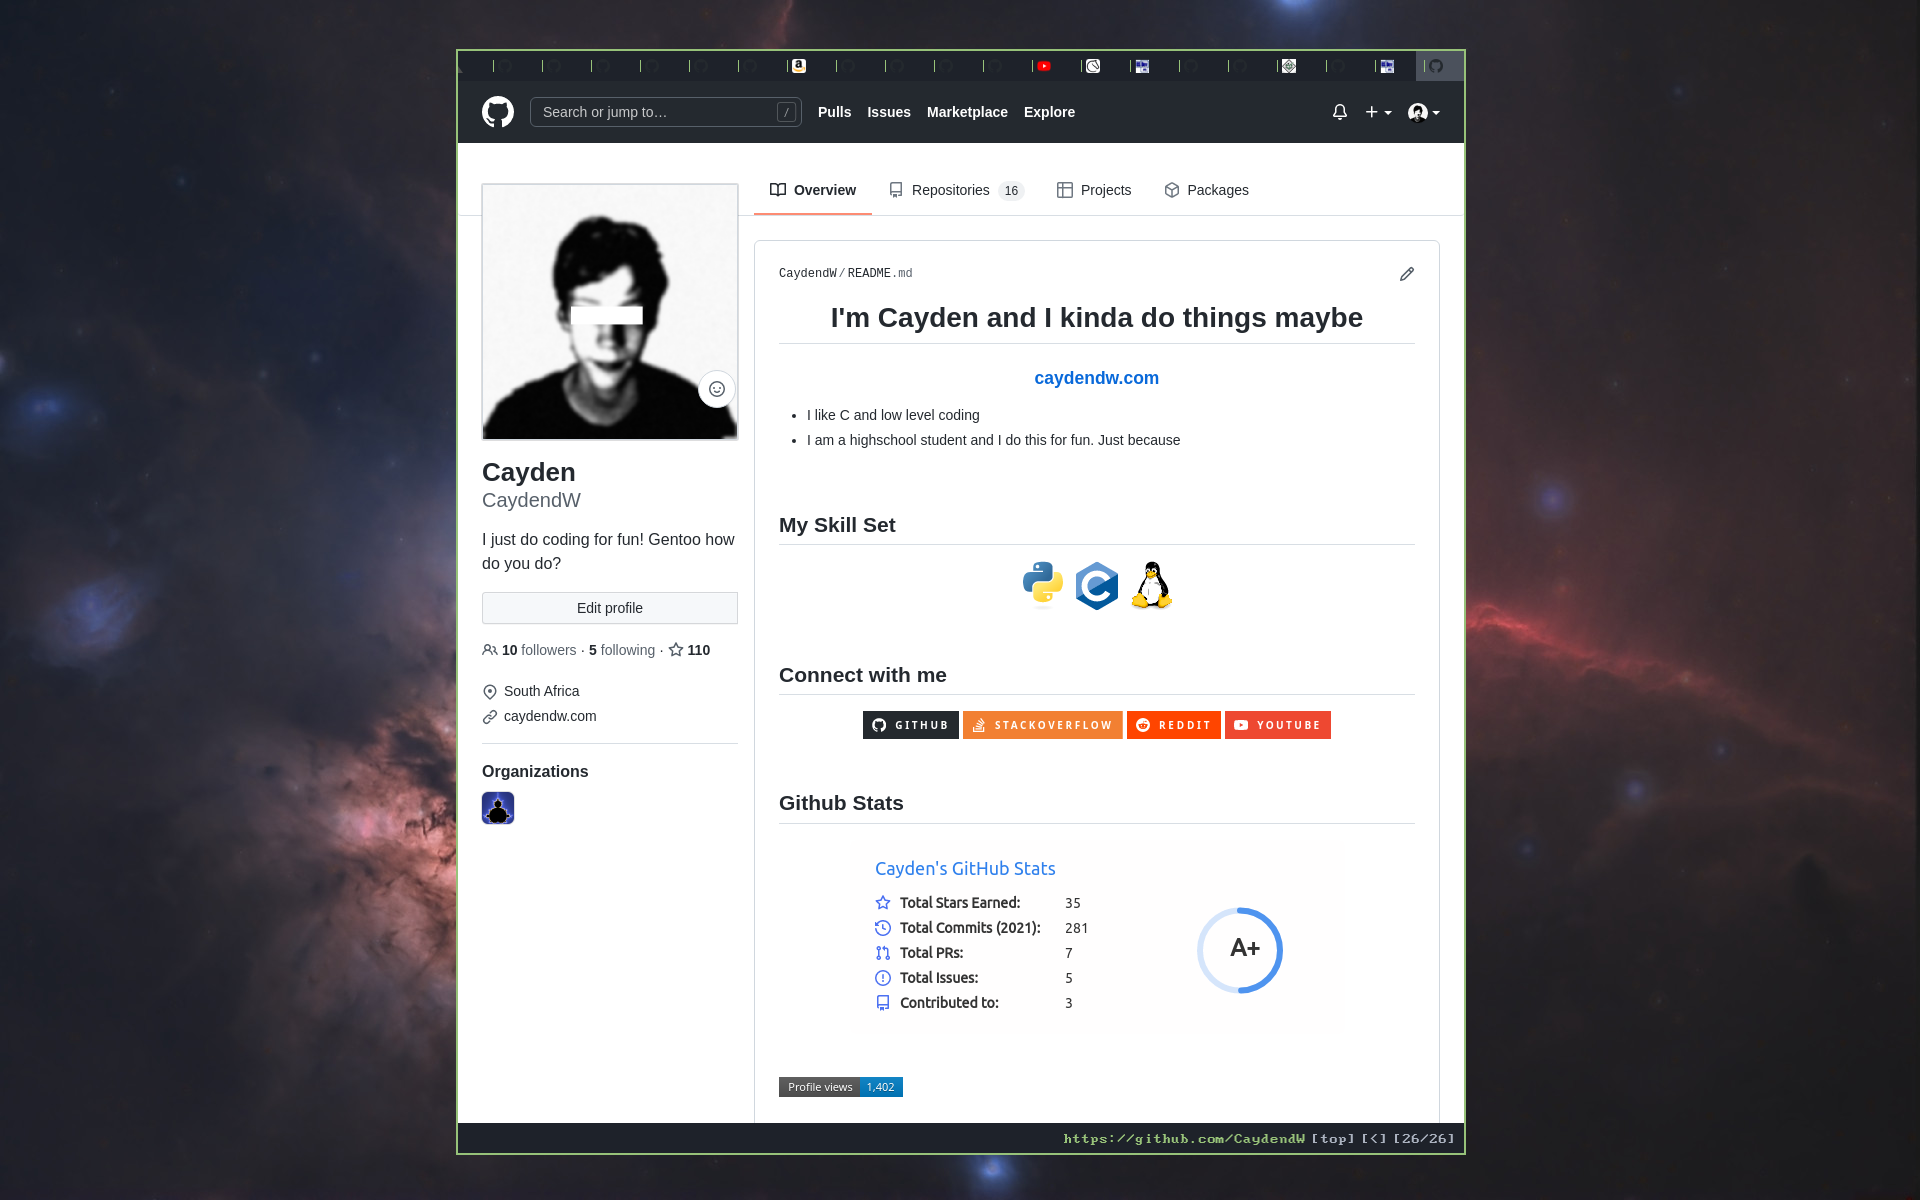 Search or jump to…
/
Pulls
Issues
Marketplace
Explore
Overview
Repositories 16
Projects
Packages
Cayden
CaydendW
I just do coding for fun! Gentoo how
do you do?
Edit profile
10 followers · 5 following · 110
South Africa
caydendw.com
Organizations
CaydendW/README.md
I'm Cayden and I kinda do things maybe
caydendw.com
I like C and low level coding
I am a highschool student and I do this for fun. Just because
My Skill Set
C
Connect with me
GITHUB
STACKOVERFLOW
REDDIT
YOUTUBE
Github Stats
Cayden's GitHub Stats
Total Stars Earned: 35
Total Commits (2021): 281
Total PRs: 7
Total Issues: 5
Contributed to: 3
A+
Profile views 1,402
https://github.com/CaydendW [top] [<] [26/26]